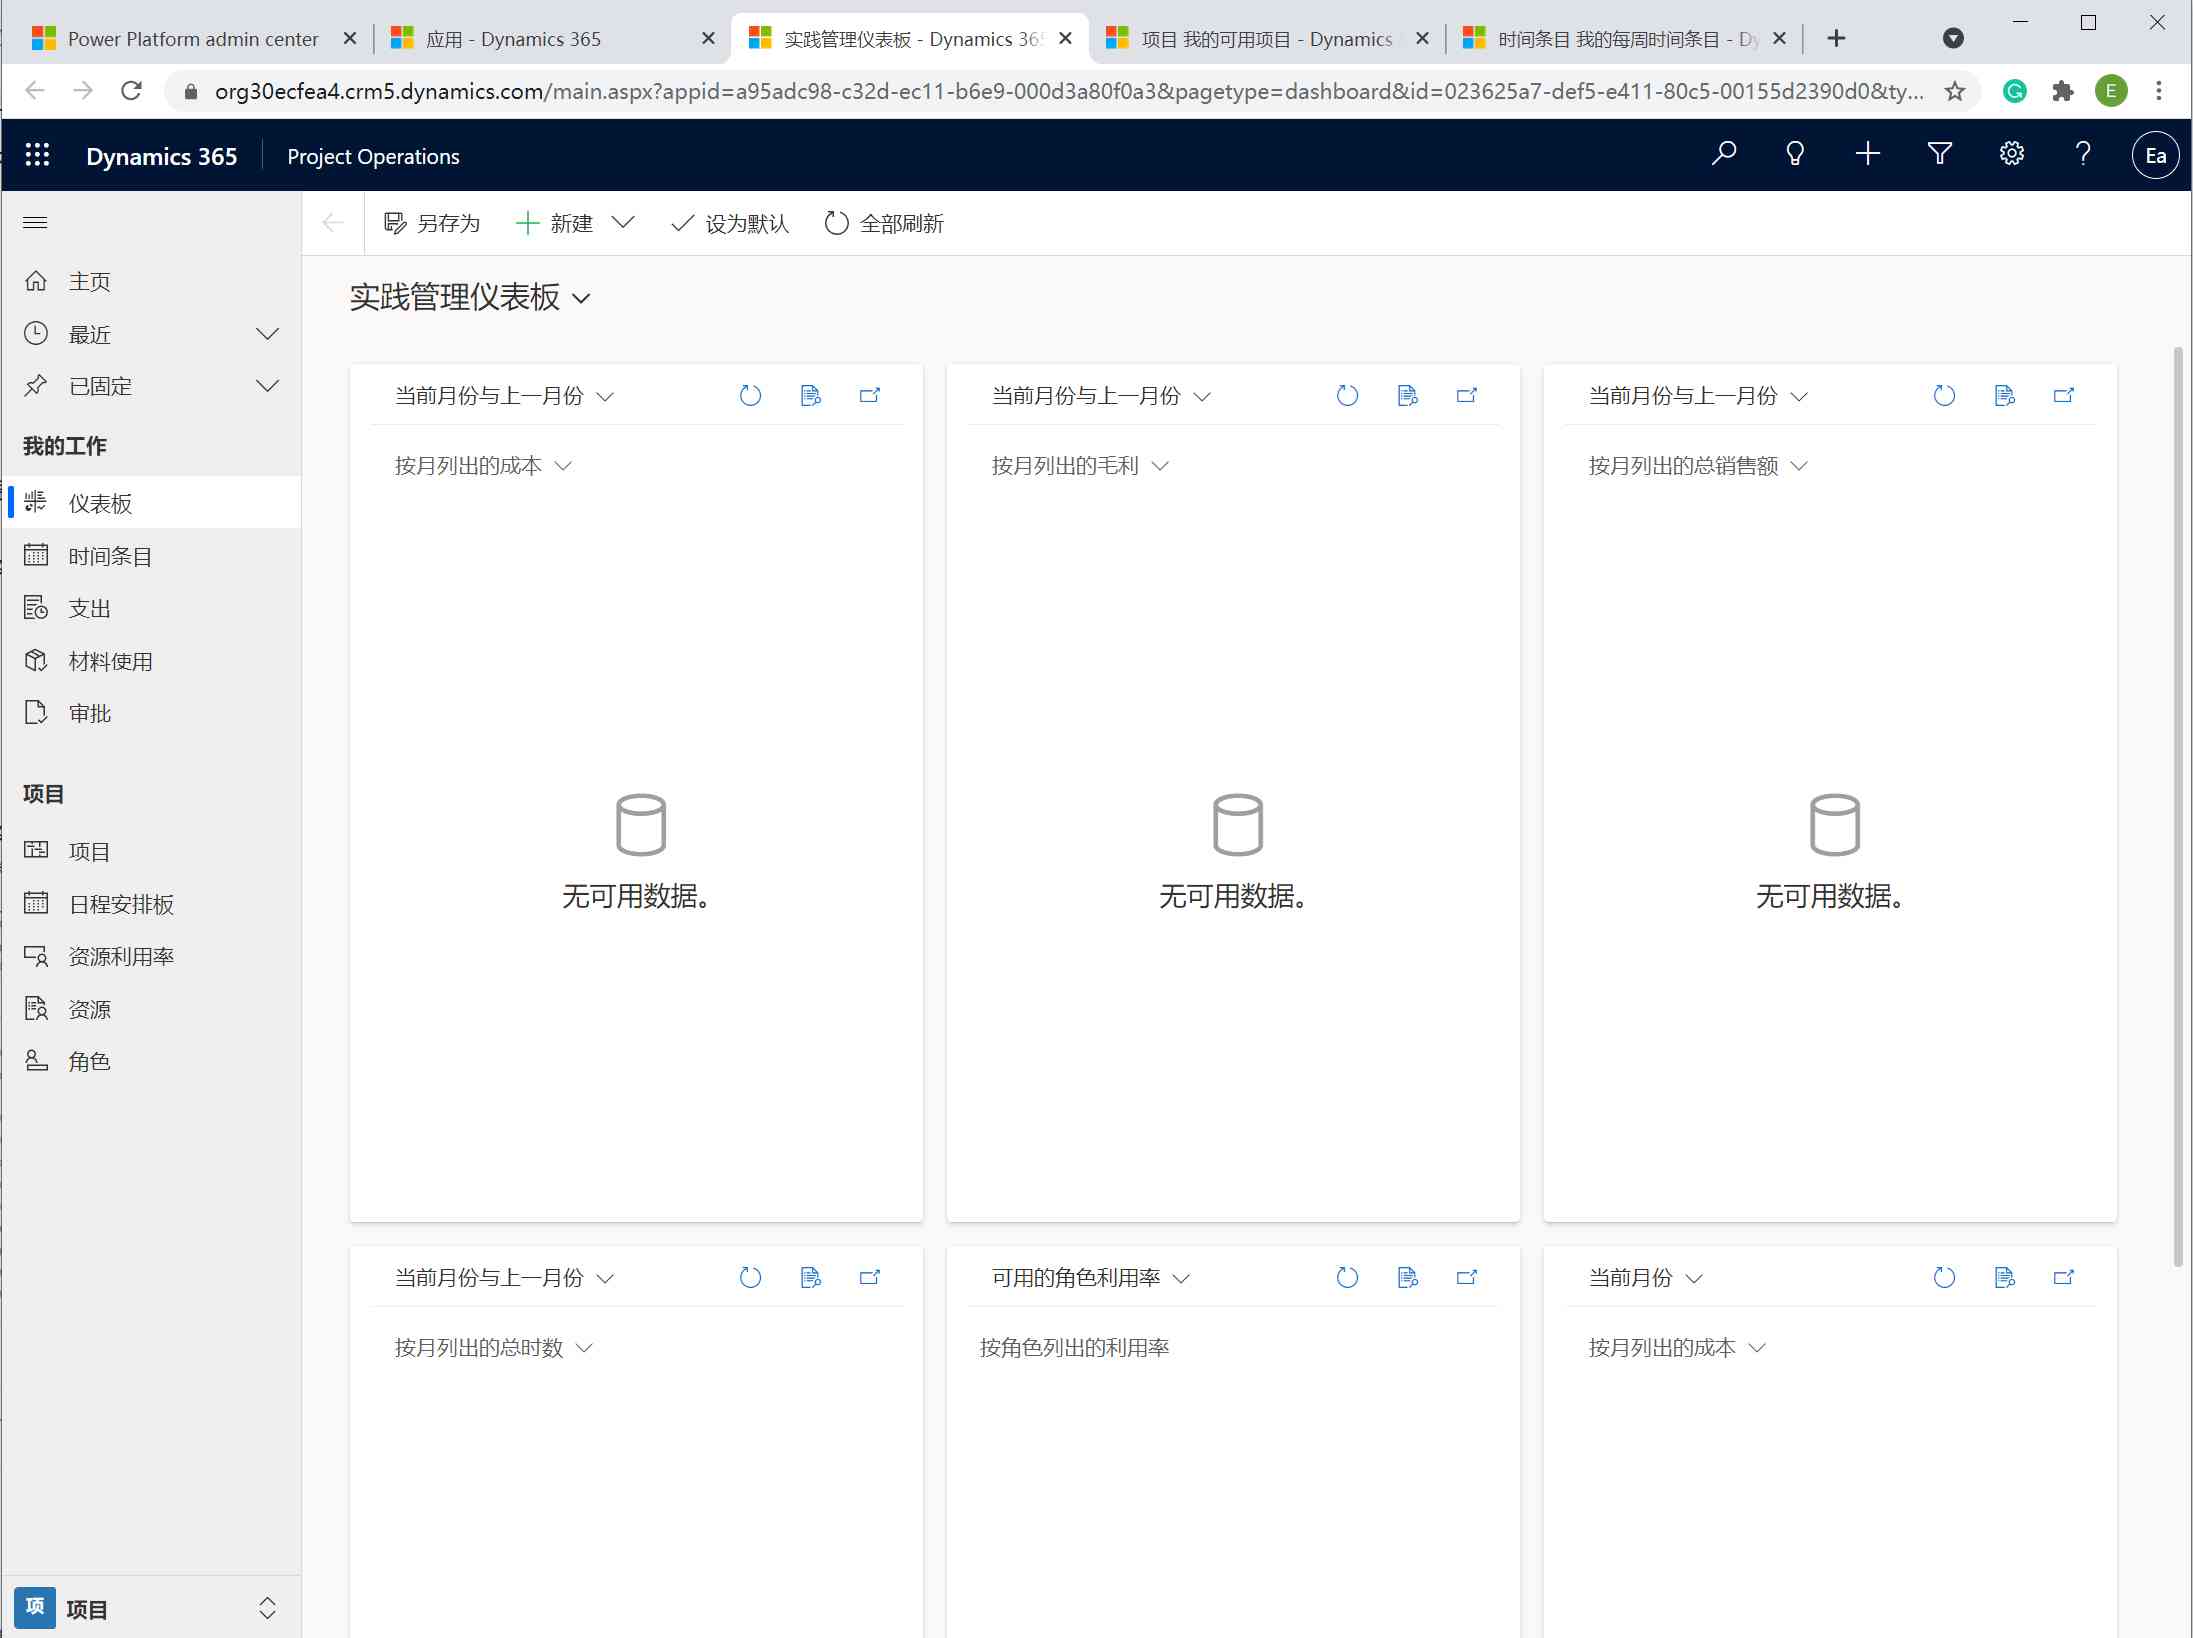 Power Platform admin center
应用 - Dynamics 365
实践管理仪表板 - Dynamics 365
项目 我的可用项目 - Dynamics
时间条目 我的每周时间条目 - Dy
org30ecfea4.crm5.dynamics.com/main.aspx?appid=a95adc98-c32d-ec11-b6e9-000d3a80f0a3&pagetype=dashboard&id=023625a7-def5-e411-80c5-00155d2390d0&ty...
E
Dynamics 365
Project Operations
Ea
另存为
新建
设为默认
全部刷新
主页
最近
已固定
我的工作
仪表板
时间条目
支出
材料使用
审批
项目
项目
日程安排板
资源利用率
资源
角色
项 项目
实践管理仪表板
当前月份与上一月份
按月列出的成本
无可用数据。
当前月份与上一月份
按月列出的毛利
无可用数据。
当前月份与上一月份
按月列出的总销售额
无可用数据。
当前月份与上一月份
按月列出的总时数
可用的角色利用率
按角色列出的利用率
当前月份
按月列出的成本